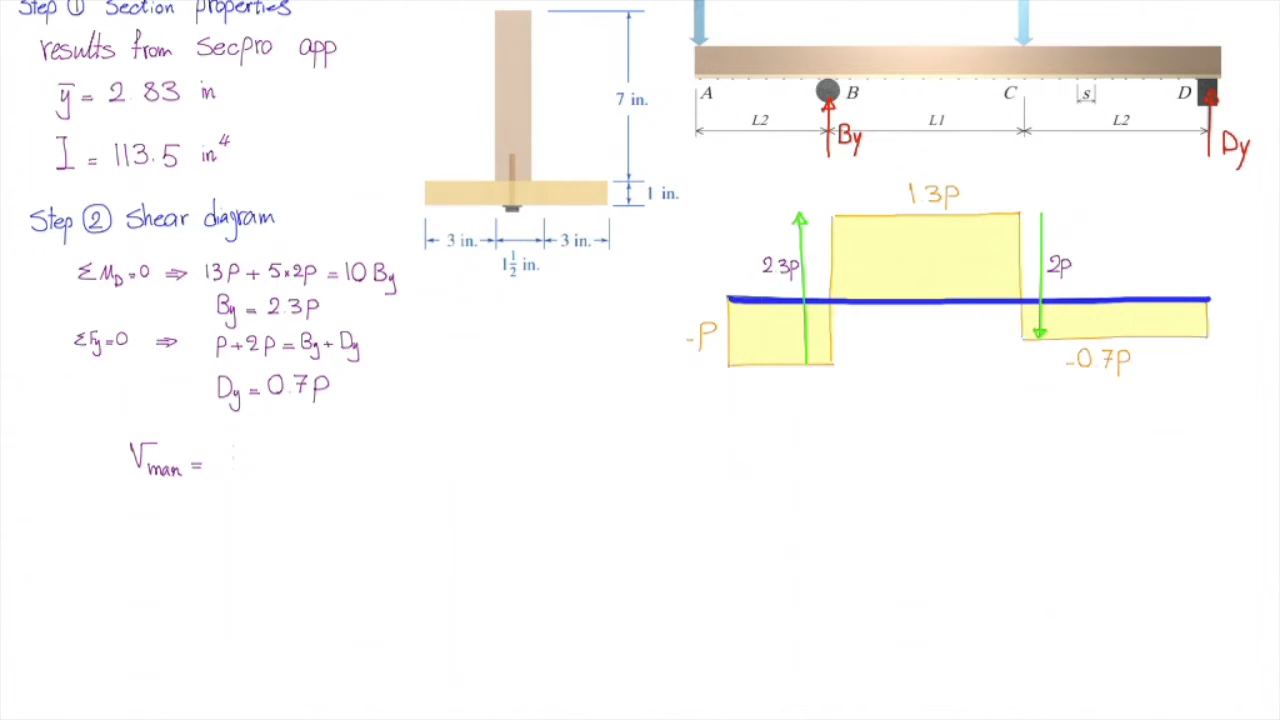 Step ① Section properties
results from secpro app
ȳ = 2.83 in
I = 113.5 in⁴
Step ② Shear diagram
ΣM_D=0 ⇒ 13P + 5×2P = 10 By
By = 2.3P
ΣFy=0 ⇒ P+2P = By + Dy
Dy = 0.7P
Vmax =
7 in.
1 in.
3 in.
3 in.
1 1/2 in.
A
B
C
s
D
L2
L1
L2
By
Dy
1.3P
2.3P
2P
-P
-0.7P